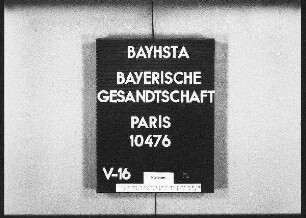 BAYHSTA
BAYERISCHE
GESANDTSCHAFT
PARIS
10476
V-16